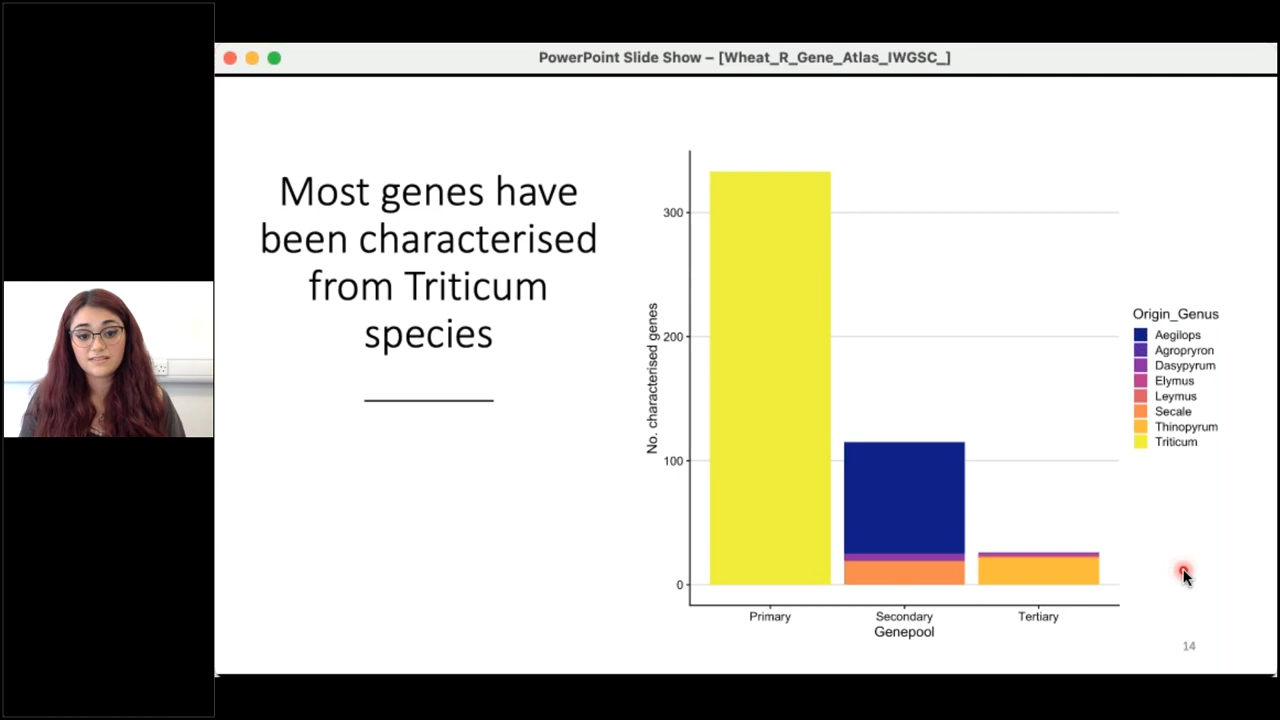 PowerPoint Slide Show – [Wheat_R_Gene_Atlas_IWGSC_]
Most genes have
been characterised
from Triticum
species
No. characterised genes
300
200
100
0
Primary
Secondary
Tertiary
Genepool
Origin_Genus
Aegilops
Agropryron
Dasypyrum
Elymus
Leymus
Secale
Thinopyrum
Triticum
14